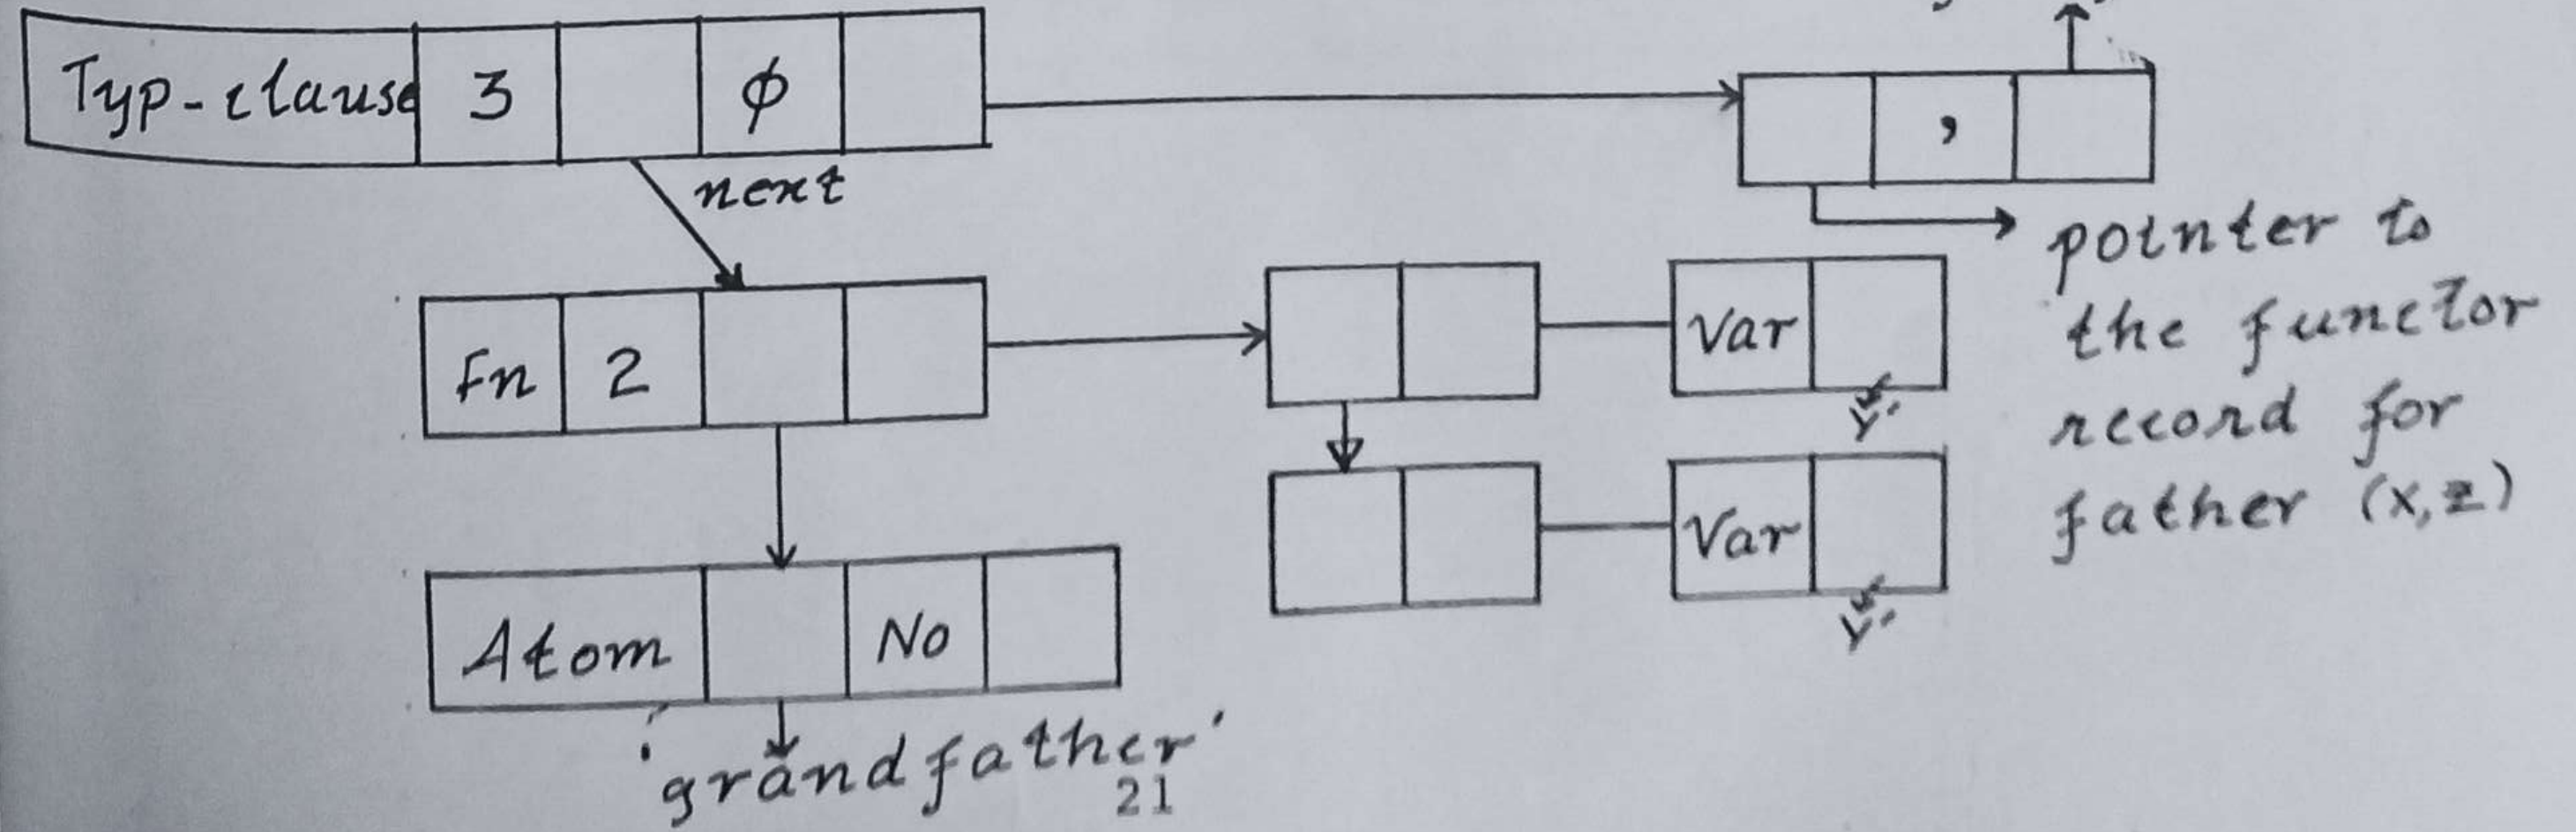 Typ-clause 3 ϕ
,
next
pointer to
the functor
record for
father (x,z)
Fn 2
Var
Y'
Atom No
Var
Y'
'grandfather'
21